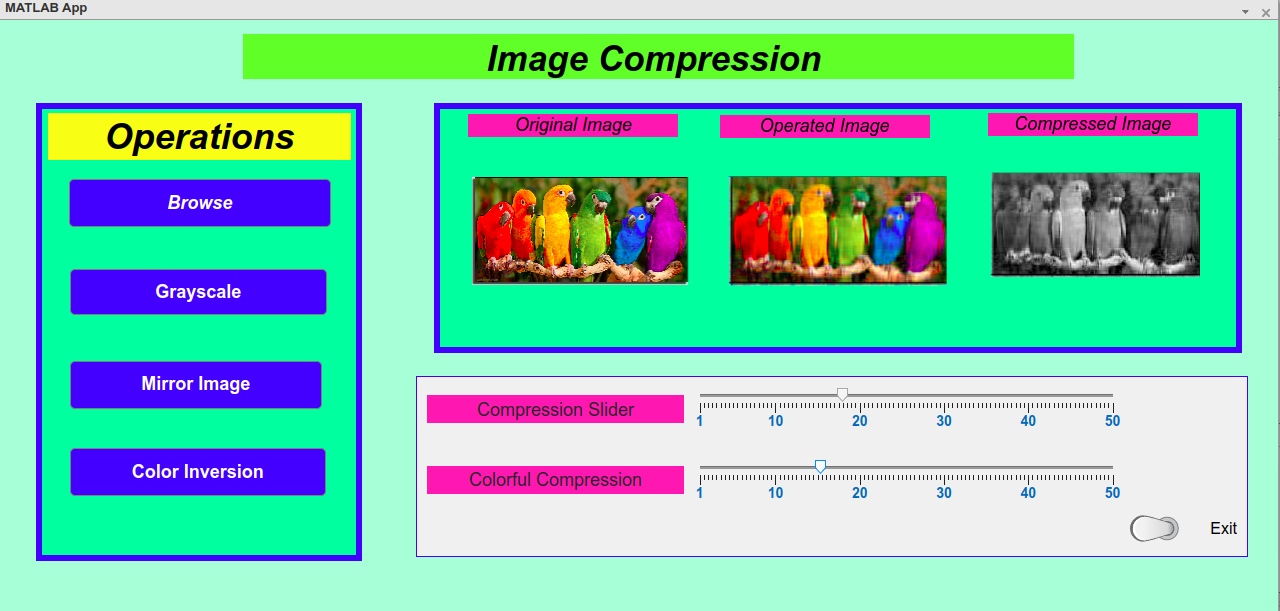 MATLAB App
Image Compression
Operations
Browse
Grayscale
Mirror Image
Color Inversion
Original Image
Operated Image
Compressed Image
Compression Slider
1 10 20 30 40 50
Colorful Compression
1 10 20 30 40 50
Exit